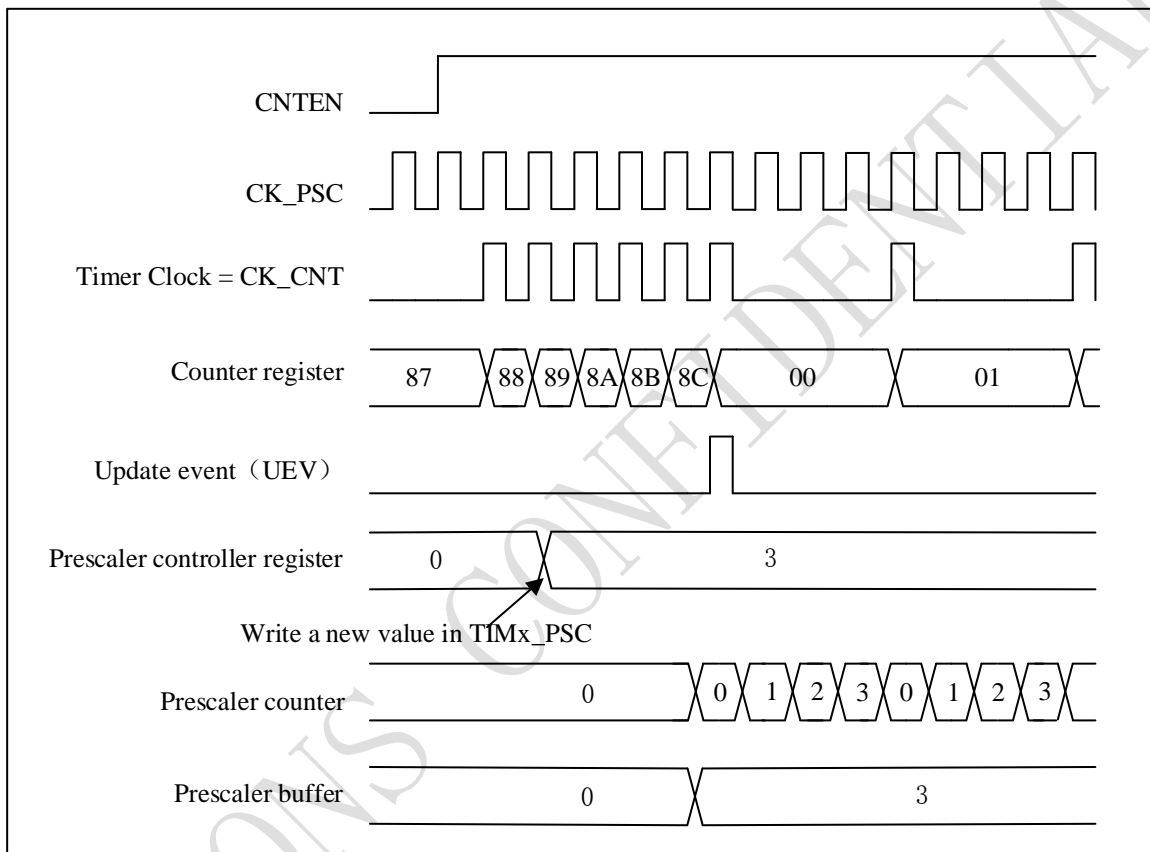 CNTEN
CK_PSC
Timer Clock = CK_CNT
Counter register 87 88 89 8A 8B 8C 00 01
Update event（UEV）
Prescaler controller register 0 3
Write a new value in TIMx_PSC
Prescaler counter 0 0 1 2 3 0 1 2 3
Prescaler buffer 0 3
ONS CONFIDENTIA